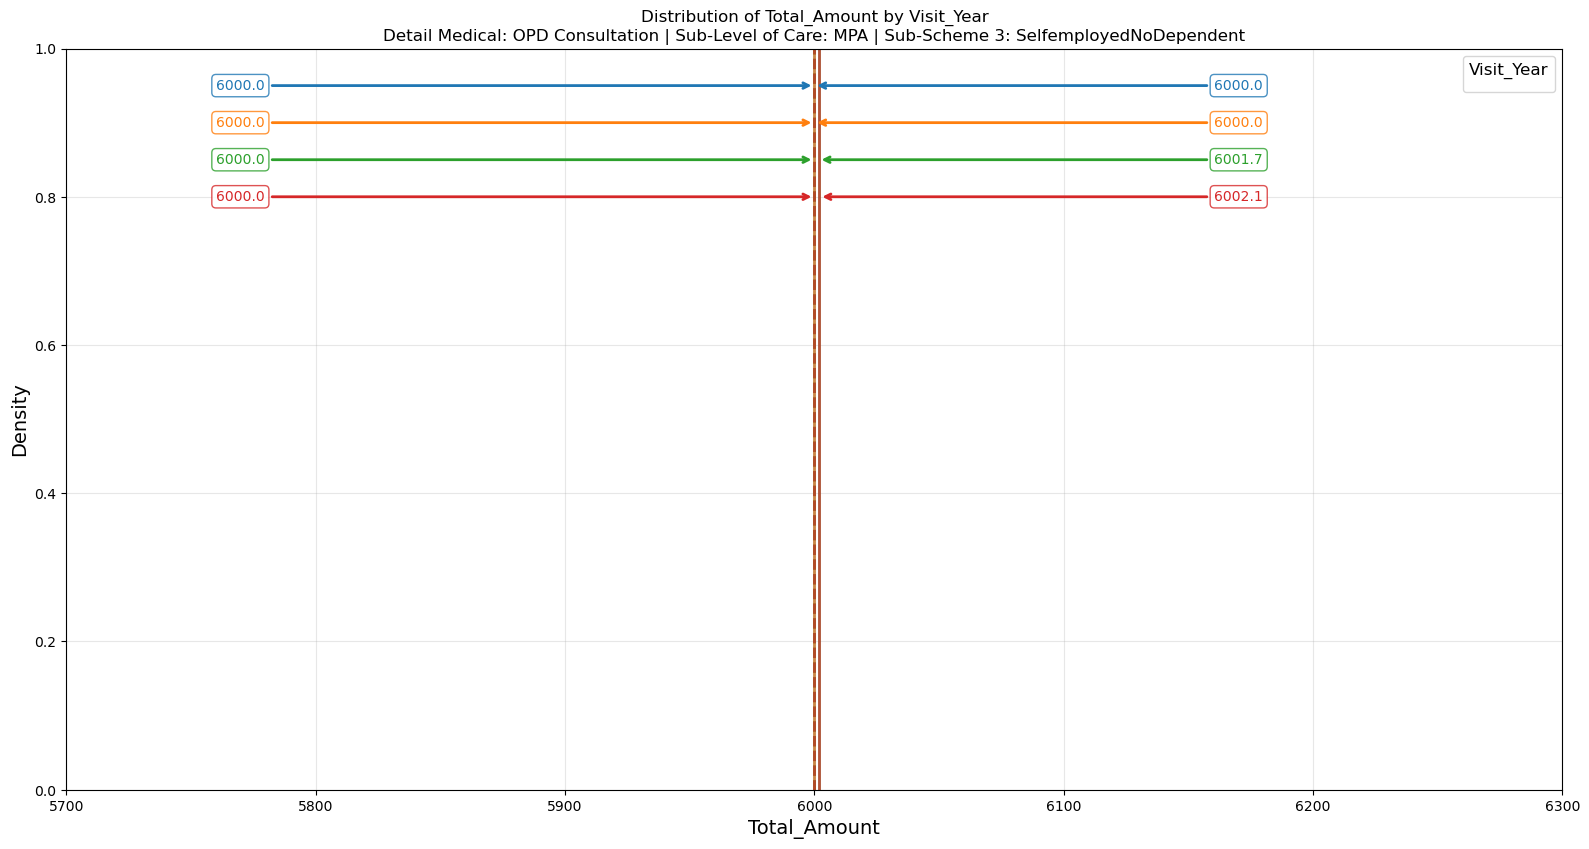 Distribution of Total_Amount by Visit_Year
Detail Medical: OPD Consultation | Sub-Level of Care: MPA | Sub-Scheme 3: SelfemployedNoDependent
Visit_Year
6000.0 6000.0
6000.0 6000.0
6000.0 6001.7
6000.0 6002.1
1.0
0.8
0.6
0.4
0.2
0.0
Density
5700 5800 5900 6000 6100 6200 6300
Total_Amount